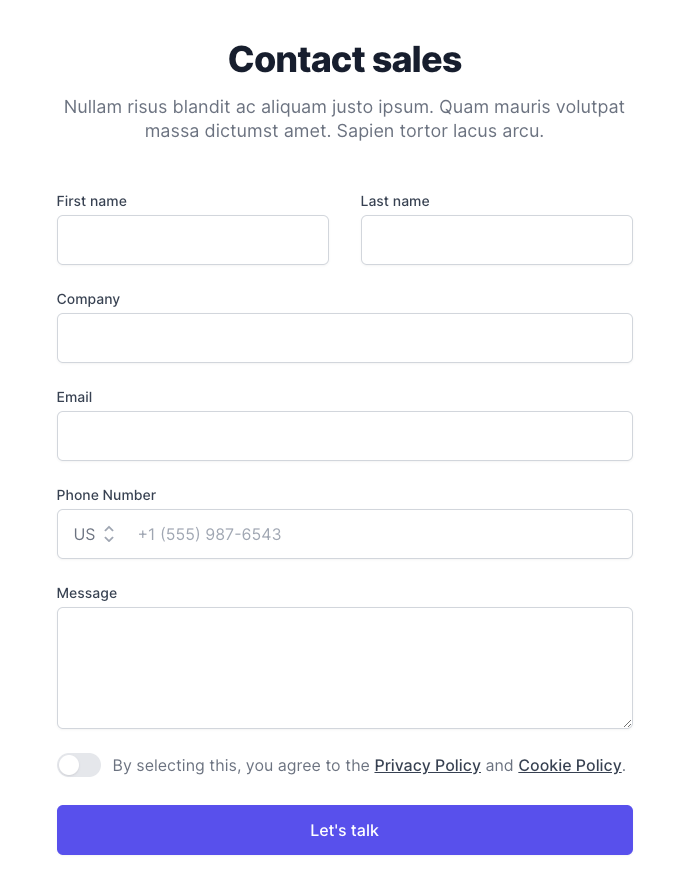 Contact sales
Nullam risus blandit ac aliquam justo ipsum. Quam mauris volutpat
massa dictumst amet. Sapien tortor lacus arcu.
First name
Last name
Company
Email
Phone Number
US +1 (555) 987-6543
Message
By selecting this, you agree to the Privacy Policy and Cookie Policy.
Let's talk